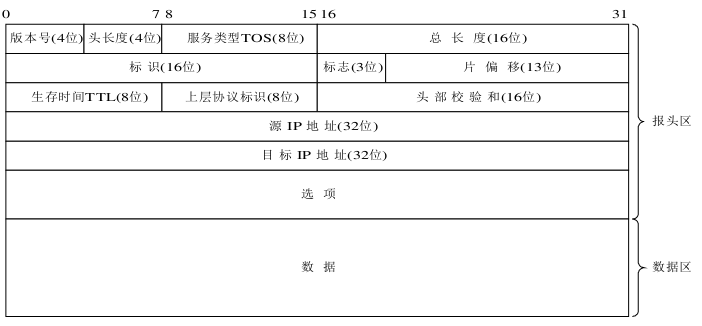 0 7 8 15 16 31
版本号(4位) 头长度(4位) 服务类型TOS(8位) 总 长 度(16位)
标 识(16位) 标志(3位) 片 偏 移(13位)
生存时间TTL(8位) 上层协议标识(8位) 头 部 校 验 和(16位)
源 IP 地 址(32位)
目 标 IP 地 址(32位)
选 项
报头区
数 据
数据区